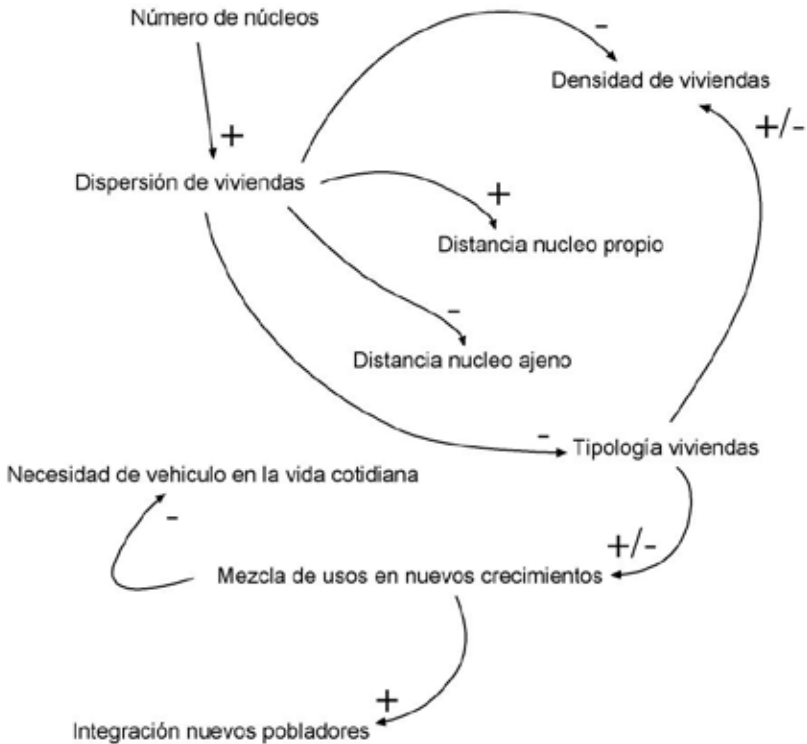 Número de núcleos
-
Densidad de viviendas
+/-
+
Dispersión de viviendas
+
Distancia nucleo propio
-
Distancia nucleo ajeno
-
Tipología viviendas
Necesidad de vehiculo en la vida cotidiana
-
+/-
Mezcla de usos en nuevos crecimientos
+
Integración nuevos pobladores